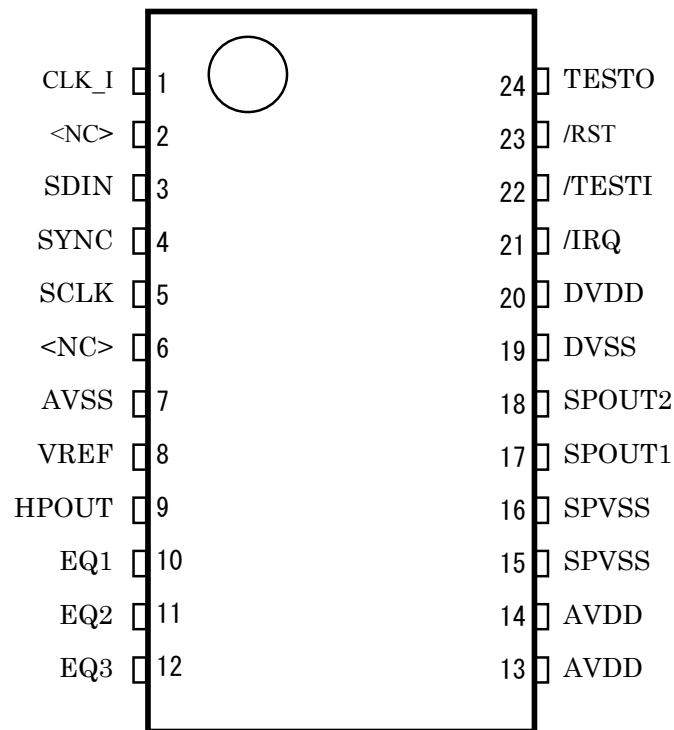 CLK_I 1 24 TESTO
<NC> 2 23 /RST
SDIN 3 22 /TESTI
SYNC 4 21 /IRQ
SCLK 5 20 DVDD
<NC> 6 19 DVSS
AVSS 7 18 SPOUT2
VREF 8 17 SPOUT1
HPOUT 9 16 SPVSS
EQ1 10 15 SPVSS
EQ2 11 14 AVDD
EQ3 12 13 AVDD